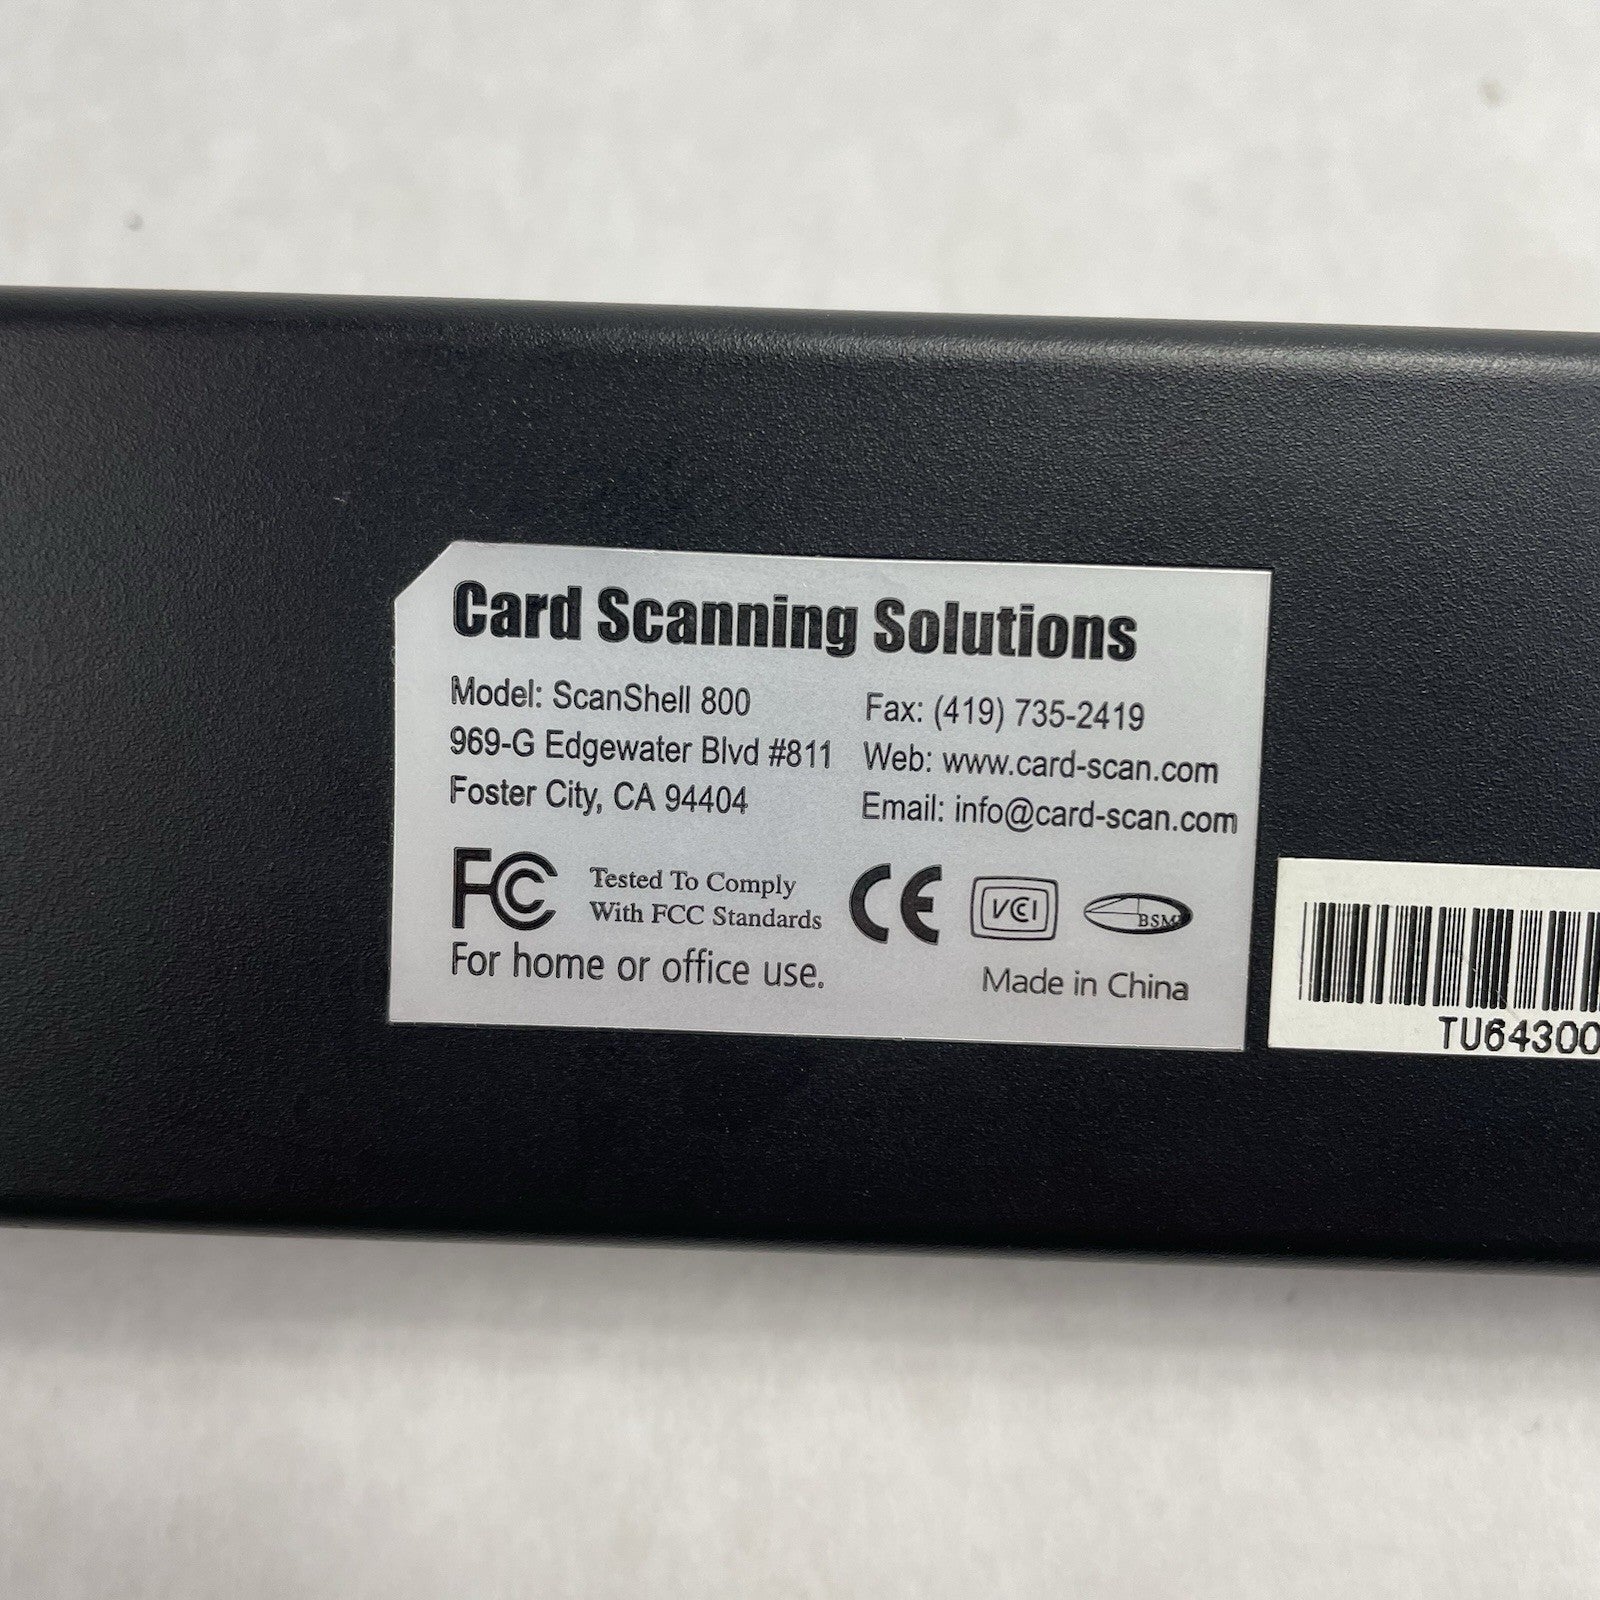 Card Scanning Solutions
Model: ScanShell 800
969-G Edgewater Blvd #811
Foster City, CA 94404
Fax: (419) 735-2419
Web: www.card-scan.com
Email: info@card-scan.com
FC
Tested To Comply
With FCC Standards
CE
VCCI
BSMI
For home or office use.
Made in China
TU64300